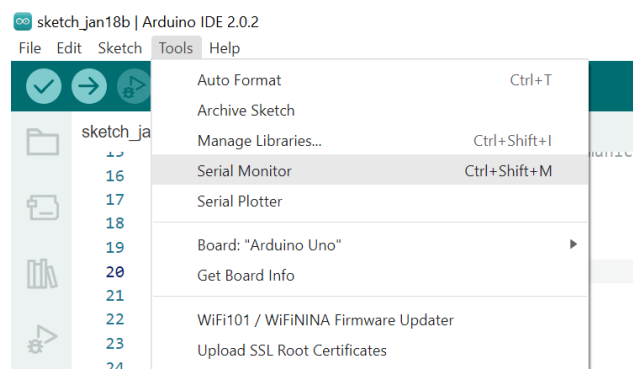 sketch_jan18b | Arduino IDE 2.0.2
File Edit Sketch Tools Help
Auto Format Ctrl+T
Archive Sketch
sketch_ja
Manage Libraries... Ctrl+Shift+I
15
16
Serial Monitor Ctrl+Shift+M
17
Serial Plotter
18
19
Board: "Arduino Uno"
20
Get Board Info
21
22
WiFi101 / WiFiNINA Firmware Updater
23
Upload SSL Root Certificates
24